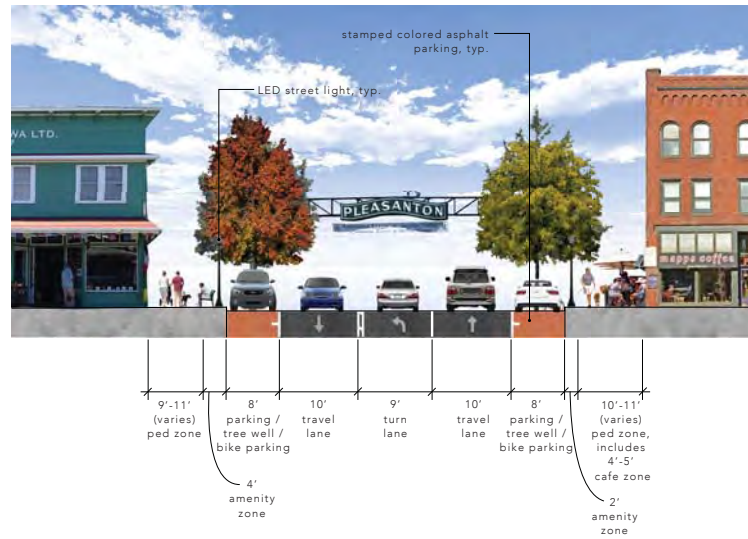 stamped colored asphalt
parking, typ.
LED street light, typ.
WA LTD.
PLEASANTON
mappa coffee
9'-11'
(varies)
ped zone
8'
parking /
tree well /
bike parking
10'
travel
lane
9'
turn
lane
10'
travel
lane
8'
parking /
tree well /
bike parking
10'-11'
(varies)
ped zone,
includes
4'-5'
cafe zone
4'
amenity
zone
2'
amenity
zone